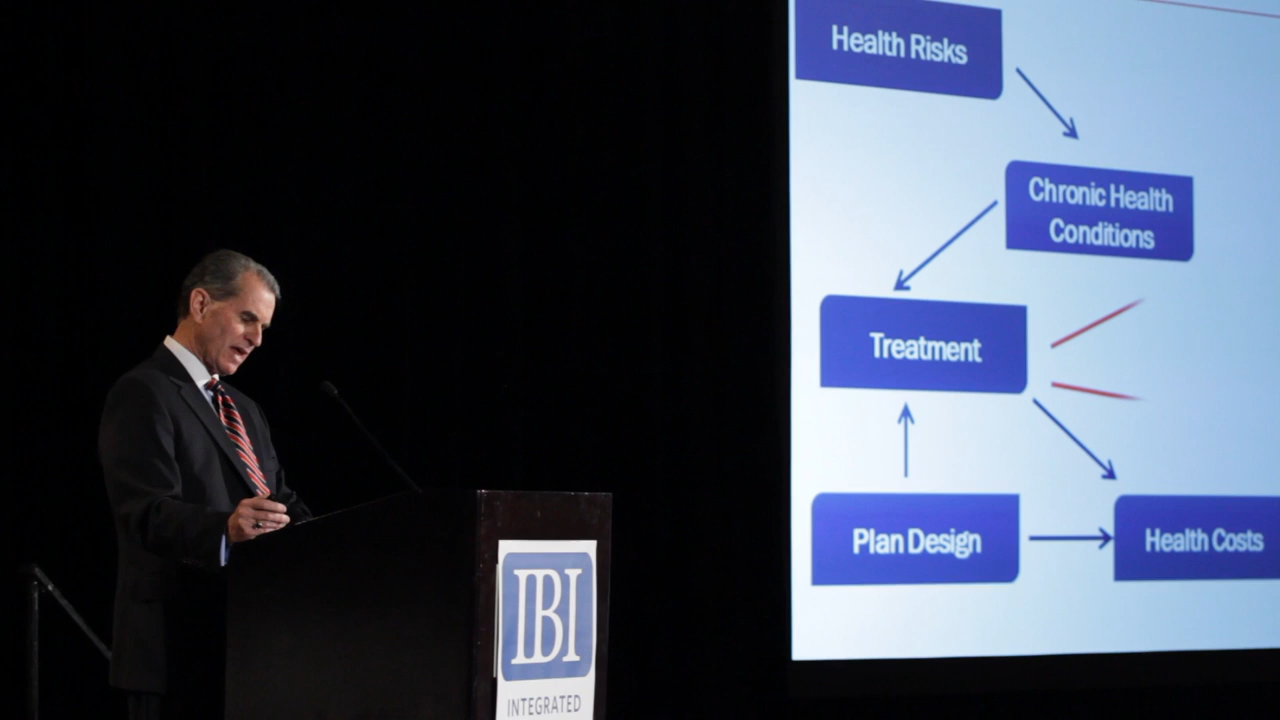 Health Risks
Chronic Health
Conditions
Treatment
Plan Design
Health Costs
IBI
INTEGRATED